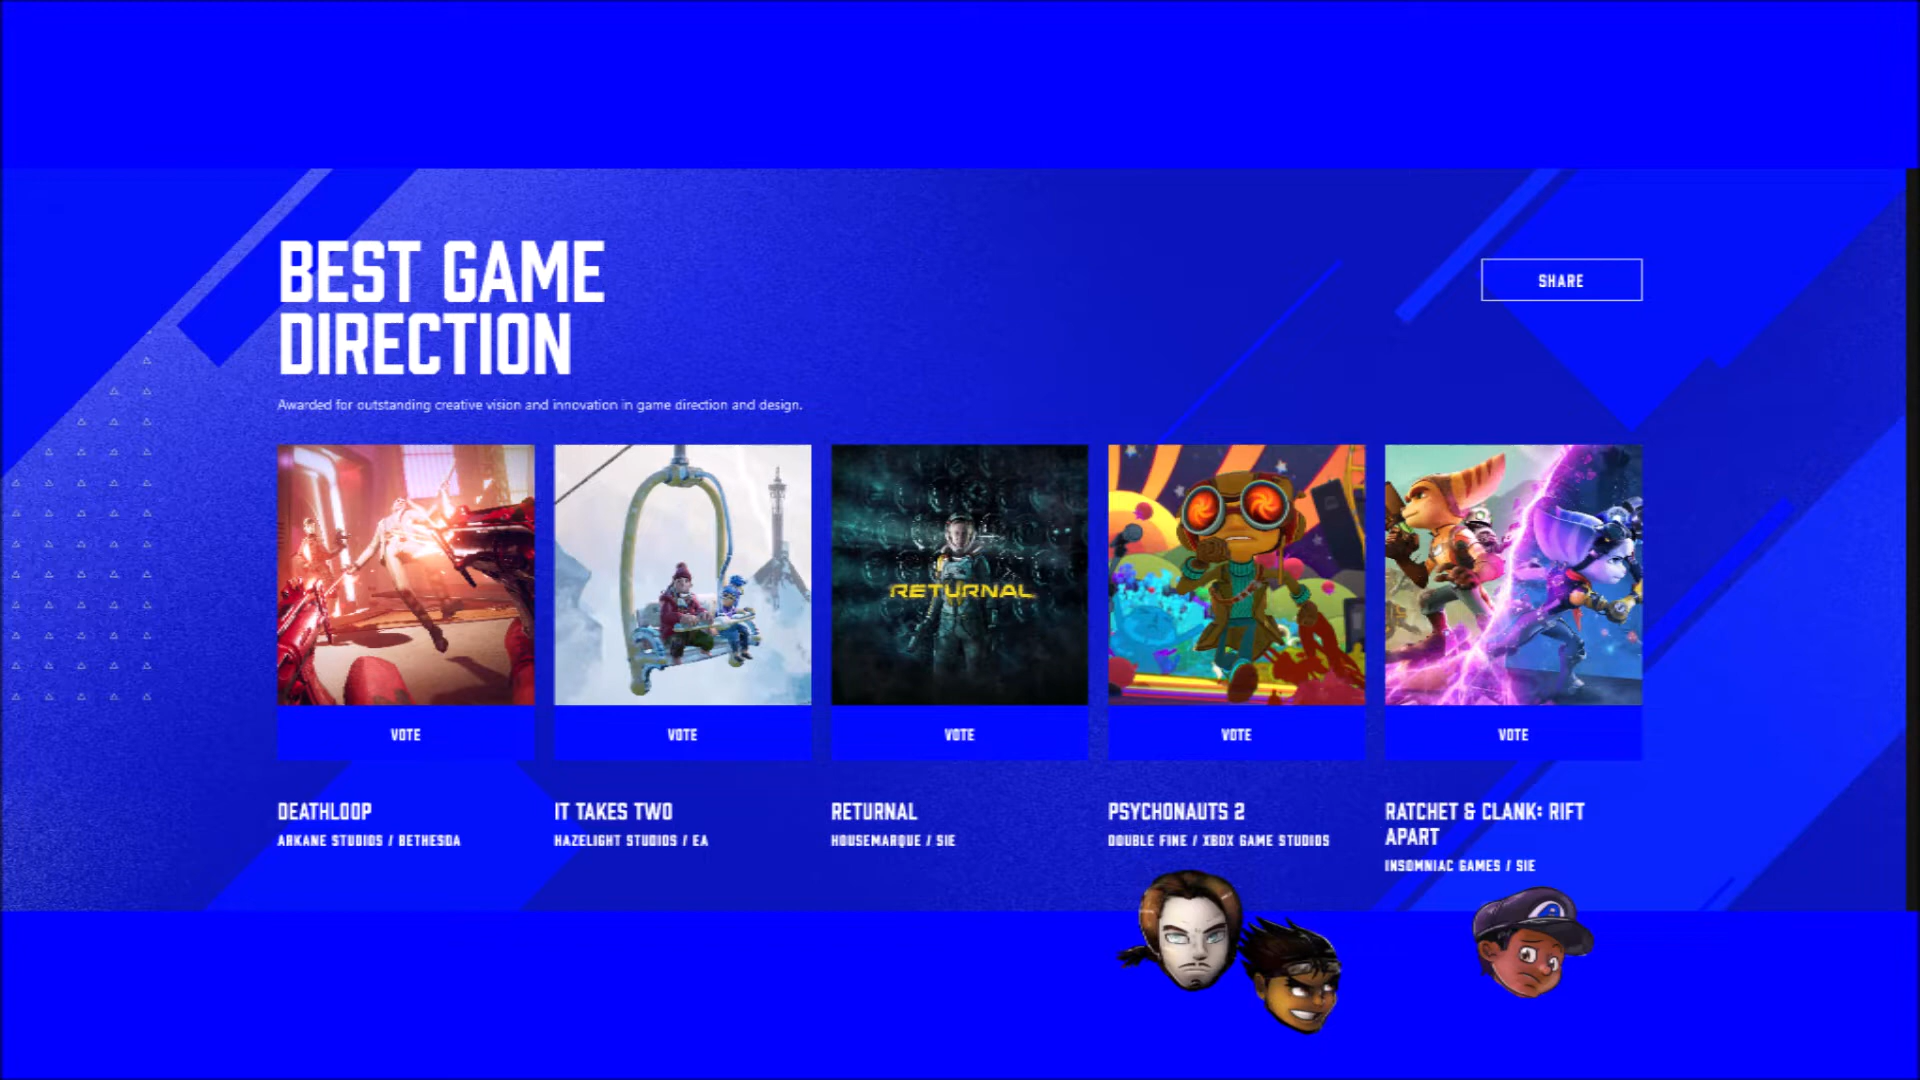 BEST GAME
DIRECTION
SHARE
Awarded for outstanding creative vision and innovation in game direction and design.
RETURNAL
VOTE
VOTE
VOTE
VOTE
VOTE
DEATHLOOP
ARKANE STUDIOS / BETHESDA
IT TAKES TWO
HAZELIGHT STUDIOS / EA
RETURNAL
HOUSEMARQUE / SIE
PSYCHONAUTS 2
DOUBLE FINE / XBOX GAME STUDIOS
RATCHET & CLANK: RIFT
APART
INSOMNIAC GAMES / SIE